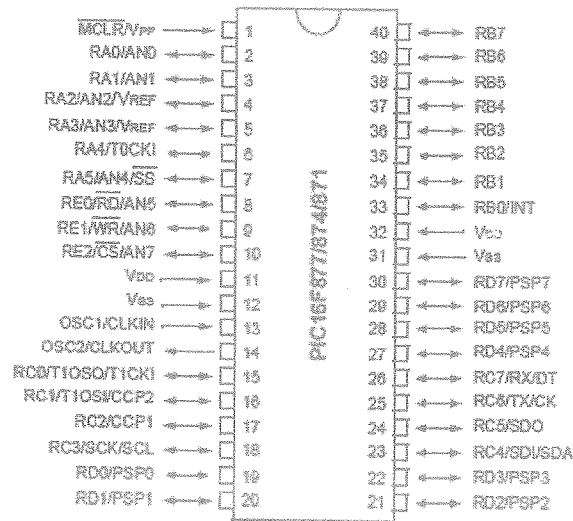 MCLR/VPP 1
RA0/AN0 2
RA1/AN1 3
RA2/AN2/VREF 4
RA3/AN3/VREF 5
RA4/T0CKI 6
RA5/AN4/SS 7
RE0/RD/AN5 8
RE1/WR/AN6 9
RE2/CS/AN7 10
VDD 11
VSS 12
OSC1/CLKIN 13
OSC2/CLKOUT 14
RC0/T1OSO/T1CKI 15
RC1/T1OSI/CCP2 16
RC2/CCP1 17
RC3/SCK/SCL 18
RD0/PSP0 19
RD1/PSP1 20
PIC16F877/874/871
40 RB7
39 RB6
38 RB5
37 RB4
36 RB3
35 RB2
34 RB1
33 RB0/INT
32 VDD
31 VSS
30 RD7/PSP7
29 RD6/PSP6
28 RD5/PSP5
27 RD4/PSP4
26 RC7/RX/DT
25 RC6/TX/CK
24 RC5/SDO
23 RC4/SDI/SDA
22 RD3/PSP3
21 RD2/PSP2